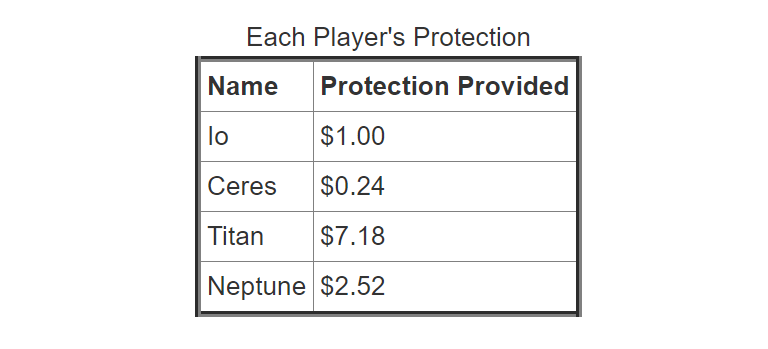 Each Player's Protection
Name Protection Provided
Io $1.00
Ceres $0.24
Titan $7.18
Neptune $2.52